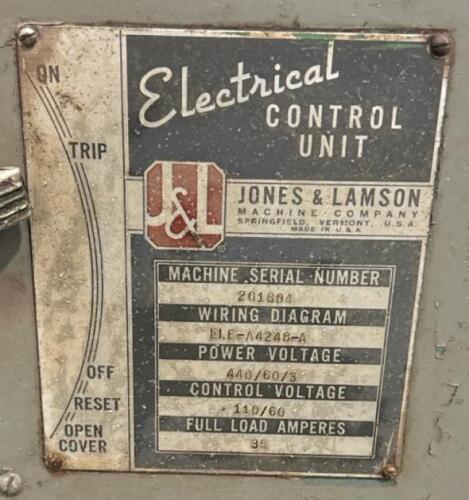 ON
TRIP
OFF
RESET
OPEN
COVER
Electrical
CONTROL
UNIT
J&L
JONES & LAMSON
MACHINE COMPANY
SPRINGFIELD, VERMONT, U.S.A.
MADE IN U.S.A.
MACHINE SERIAL NUMBER
201804
WIRING DIAGRAM
ELE-A4248-A
POWER VOLTAGE
440/60/3
CONTROL VOLTAGE
110/60
FULL LOAD AMPERES
35